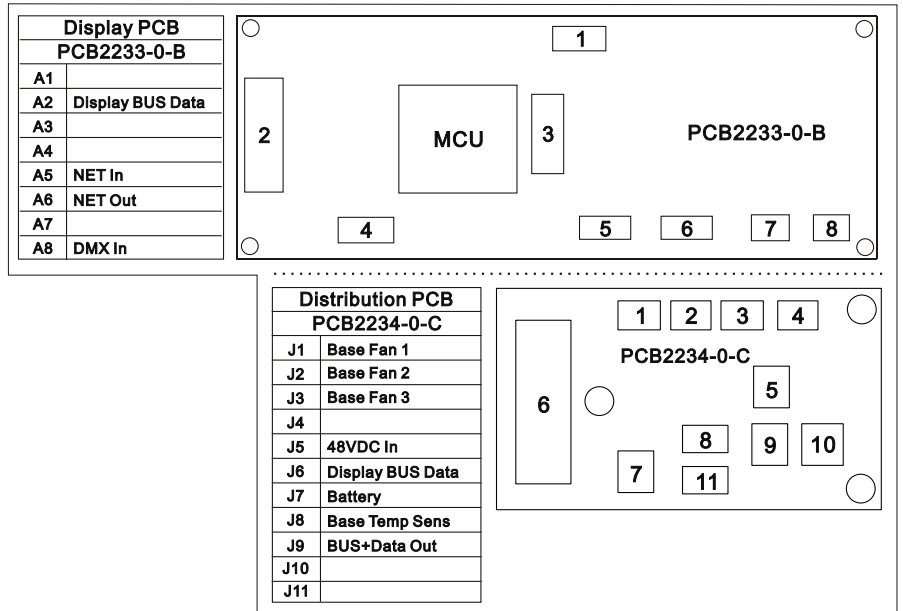 Display PCB
PCB2233-0-B
A1
A2 Display BUS Data
A3
A4
A5 NET In
A6 NET Out
A7
A8 DMX In
1
2
MCU
3
PCB2233-0-B
4
5
6
7
8
Distribution PCB
PCB2234-0-C
J1 Base Fan 1
J2 Base Fan 2
J3 Base Fan 3
J4
J5 48VDC In
J6 Display BUS Data
J7 Battery
J8 Base Temp Sens
J9 BUS+Data Out
J10
J11
1
2
3
4
PCB2234-0-C
5
6
8
9
10
7
11